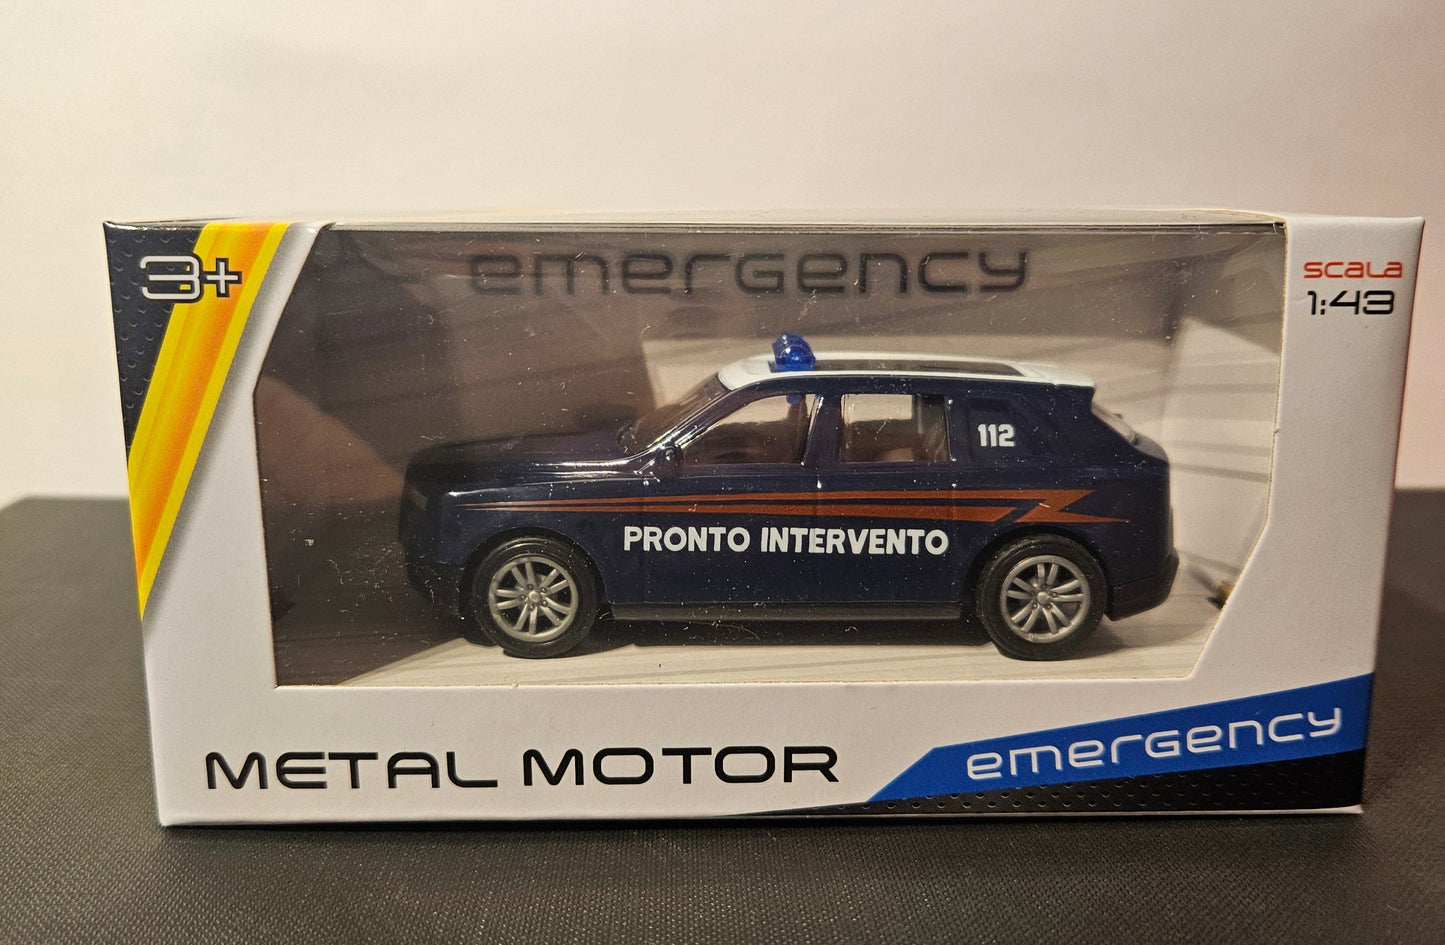 3+
emergency
scala
1:43
112
PRONTO INTERVENTO
METAL MOTOR
emergency